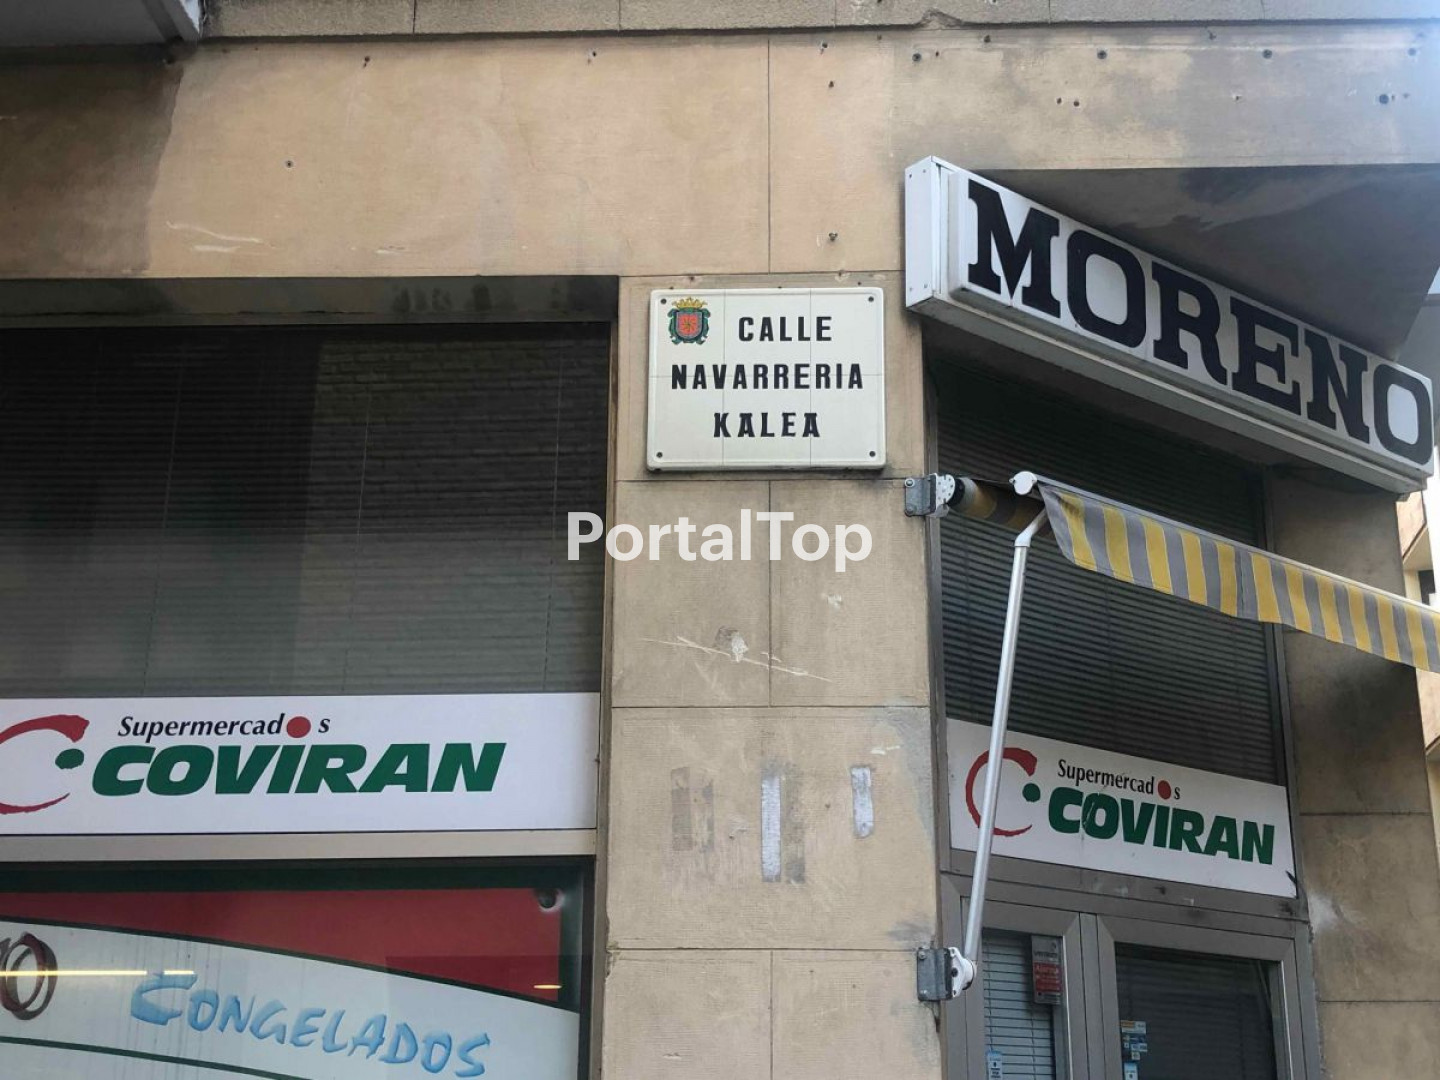 MORENO
CALLE
NAVARRERIA
KALEA
PortalTop
Supermercados
COVIRAN
Supermercados
COVIRAN
CONGELADOS